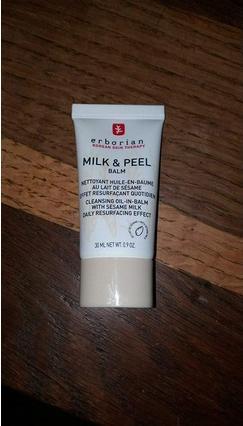 erborian
KOREAN SKIN THERAPY
MILK & PEEL
BALM
NETTOYANT HUILE-EN-BAUME
AU LAIT DE SÉSAME
EFFET RESURFACANT QUOTIDIEN
CLEANSING OIL-IN-BALM
WITH SESAME MILK
DAILY RESURFACING EFFECT
30 ML NET WT. 0.9 OZ.